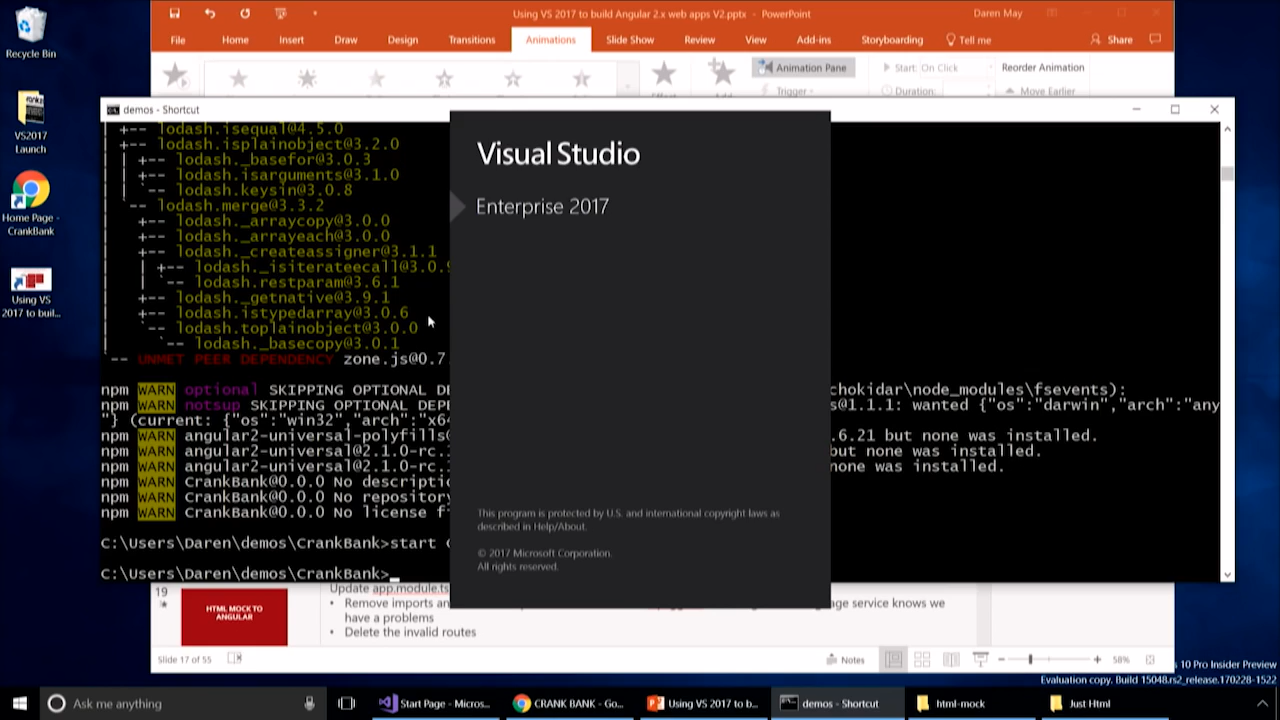 Recycle Bin
VS2017
Launch
Home Page -
CrankBank
Using VS
2017 to buil...
Using VS 2017 to build Angular 2.x web apps V2.pptx - PowerPoint
Daren May
File Home Insert Draw Design Transitions Animations Slide Show Review View Add-ins Storyboarding Tell me Share
Animation Pane
Start: On Click
Reorder Animation
Trigger
Duration:
Move Earlier
demos - Shortcut
| +-- lodash.isequal@4.5.0
| +-- lodash.isplainobject@3.2.0
| | +-- lodash._basefor@3.0.3
| | +-- lodash.isarguments@3.1.0
| | `-- lodash.keysin@3.0.8
| `-- lodash.merge@3.3.2
| +-- lodash._arraycopy@3.0.0
| +-- lodash._arrayeach@3.0.0
| +-- lodash._createassigner@3.1.1
| | +-- lodash._isiterateecall@3.0.9
| | `-- lodash.restparam@3.6.1
| +-- lodash._getnative@3.9.1
| +-- lodash.istypedarray@3.0.6
| `-- lodash.toplainobject@3.0.0
| `-- lodash._basecopy@3.0.1
`-- UNMET PEER DEPENDENCY zone.js@0.7.
npm WARN optional SKIPPING OPTIONAL DE chokidar\node_modules\fsevents):
npm WARN notsup SKIPPING OPTIONAL DEPE s@1.1.1: wanted {"os":"darwin","arch":"any
"} (current: {"os":"win32","arch":"x64
npm WARN angular2-universal-polyfills@ .6.21 but none was installed.
npm WARN angular2-universal@2.1.0-rc. but none was installed.
npm WARN angular2-universal@2.1.0-rc. none was installed.
npm WARN CrankBank@0.0.0 No descriptio
npm WARN CrankBank@0.0.0 No repository
npm WARN CrankBank@0.0.0 No license f
C:\Users\Daren\demos\CrankBank>start
C:\Users\Daren\demos\CrankBank>_
Visual Studio
Enterprise 2017
This program is protected by U.S. and international copyright laws as
described in Help/About.
© 2017 Microsoft Corporation.
All rights reserved.
19
HTML MOCK TO
ANGULAR
Update app.module.ts
• Remove imports an
age service knows we
have a problems
• Delete the invalid routes
Slide 17 of 55
Notes
58%
s 10 Pro Insider Preview
Evaluation copy. Build 15048.rs2_release.170228-1522
Ask me anything
Start Page - Micros...
CRANK BANK - Go...
Using VS 2017 to b...
demos - Shortcut
html-mock
Just Html